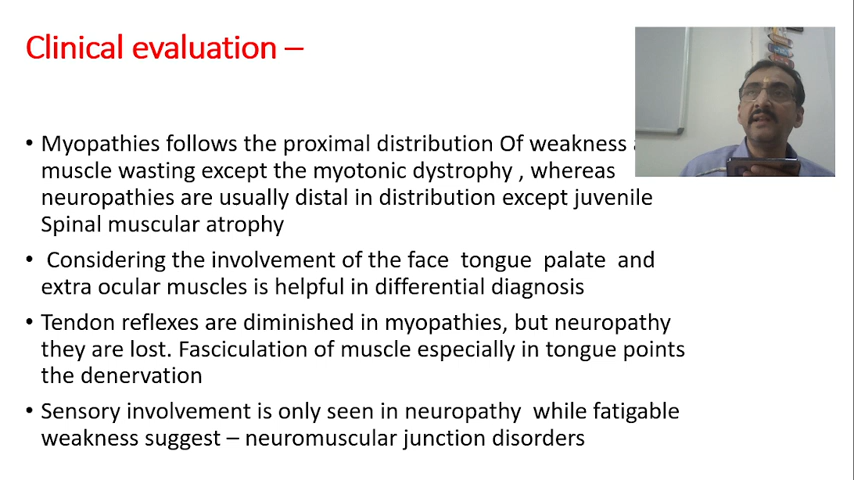 Clinical evaluation –
• Myopathies follows the proximal distribution Of weakness
muscle wasting except the myotonic dystrophy , whereas
neuropathies are usually distal in distribution except juvenile
Spinal muscular atrophy
• Considering the involvement of the face tongue palate and
extra ocular muscles is helpful in differential diagnosis
• Tendon reflexes are diminished in myopathies, but neuropathy
they are lost. Fasciculation of muscle especially in tongue points
the denervation
• Sensory involvement is only seen in neuropathy while fatigable
weakness suggest – neuromuscular junction disorders